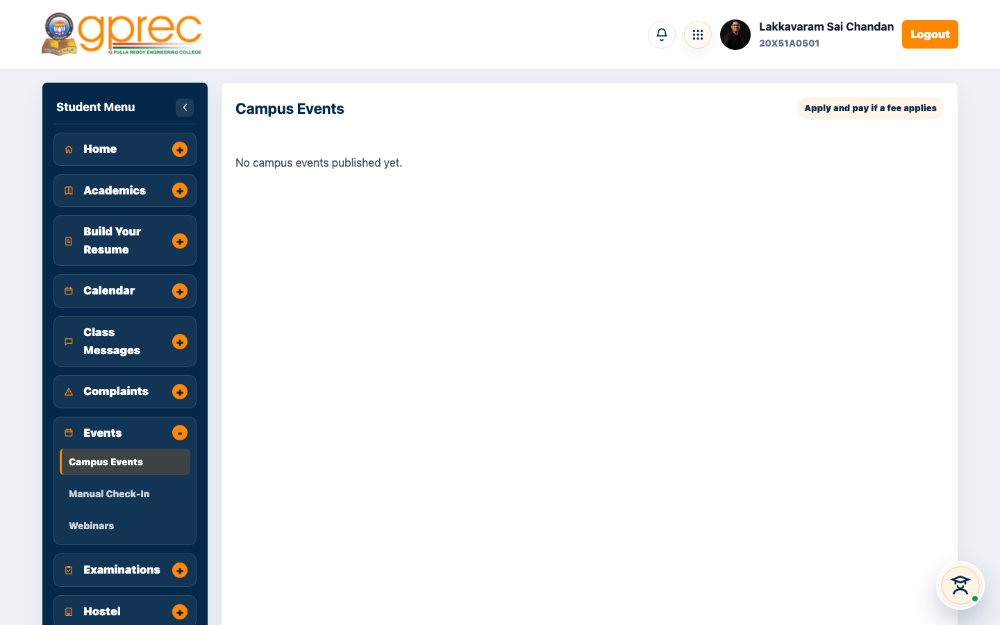 gprec
G.PULLA REDDY ENGINEERING COLLEGE
Lakkavaram Sai Chandan
20X51A0501
Logout
Student Menu
Home
Academics
Build Your
Resume
Calendar
Class
Messages
Complaints
Events
Campus Events
Manual Check-In
Webinars
Examinations
Hostel
Campus Events
Apply and pay if a fee applies
No campus events published yet.